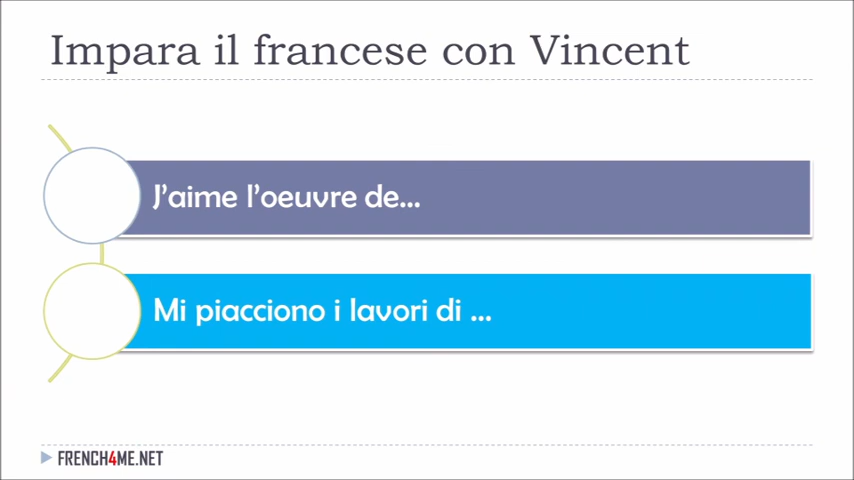 Impara il francese con Vincent
J'aime l'oeuvre de...
Mi piacciono i lavori di ...
FRENCH4ME.NET